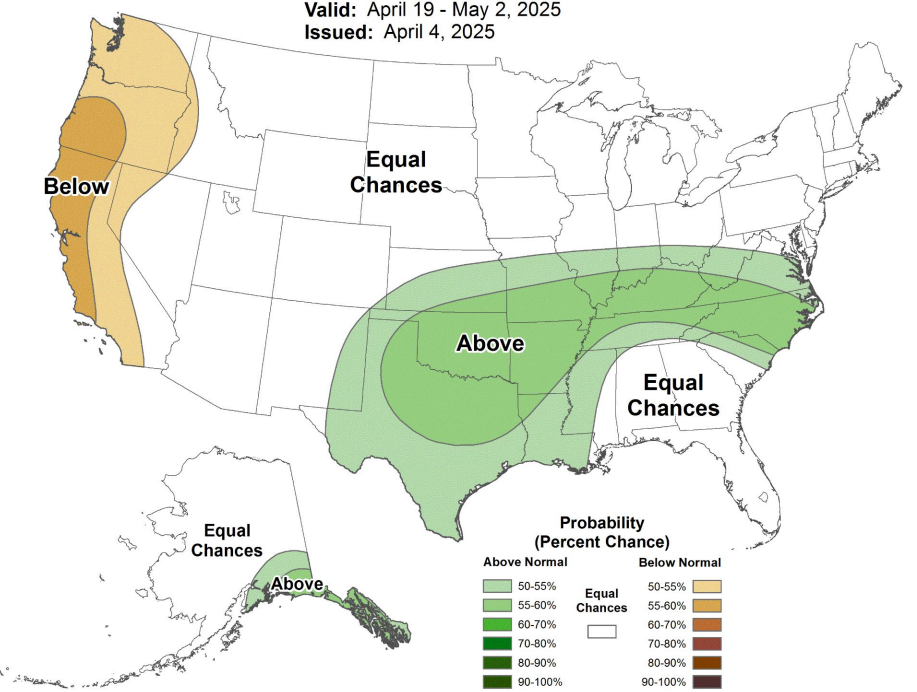 Valid: April 19 - May 2, 2025
Issued: April 4, 2025
Equal
Chances
Below
Above
Equal
Chances
Equal
Chances
Above
Probability
(Percent Chance)
Above Normal
Below Normal
50-55%
55-60%
60-70%
70-80%
80-90%
90-100%
Equal
Chances
50-55%
55-60%
60-70%
70-80%
80-90%
90-100%